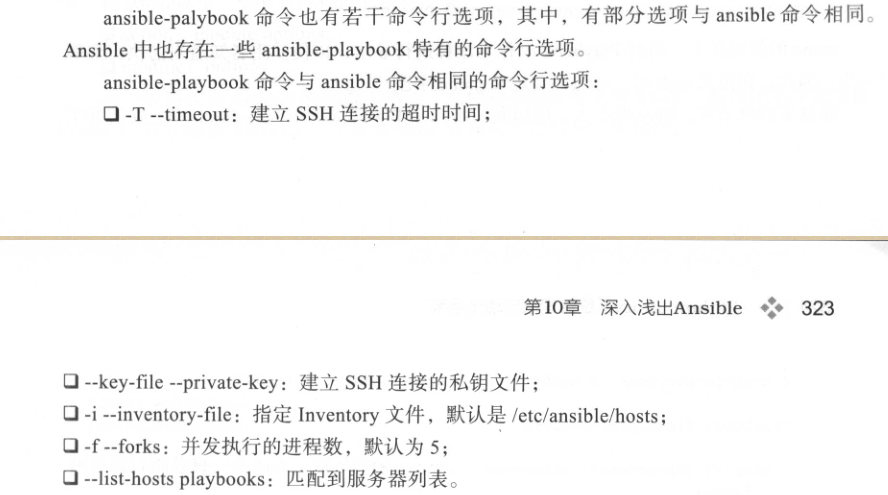 ansible-palybook 命令也有若干命令行选项，其中，有部分选项与 ansible 命令相同。
Ansible 中也存在一些 ansible-playbook 特有的命令行选项。
ansible-playbook 命令与 ansible 命令相同的命令行选项：
❑ -T --timeout：建立 SSH 连接的超时时间；
第10章 深入浅出Ansible ❖ 323
❑ --key-file --private-key：建立 SSH 连接的私钥文件；
❑ -i --inventory-file：指定 Inventory 文件，默认是 /etc/ansible/hosts；
❑ -f --forks：并发执行的进程数，默认为 5；
❑ --list-hosts playbooks：匹配到服务器列表。